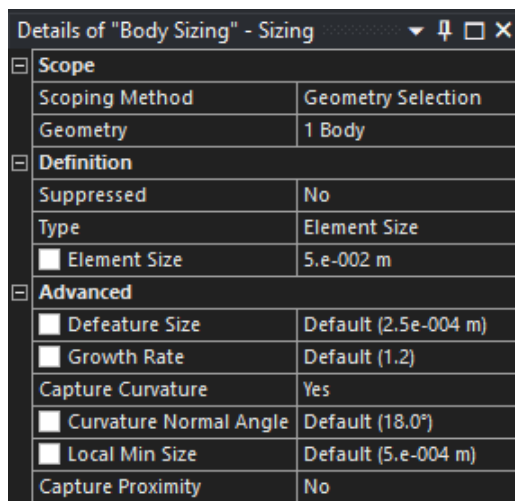 Details of "Body Sizing" - Sizing
Scope
Scoping Method Geometry Selection
Geometry 1 Body
Definition
Suppressed No
Type Element Size
Element Size 5.e-002 m
Advanced
Defeature Size Default (2.5e-004 m)
Growth Rate Default (1.2)
Capture Curvature Yes
Curvature Normal Angle Default (18.0°)
Local Min Size Default (5.e-004 m)
Capture Proximity No